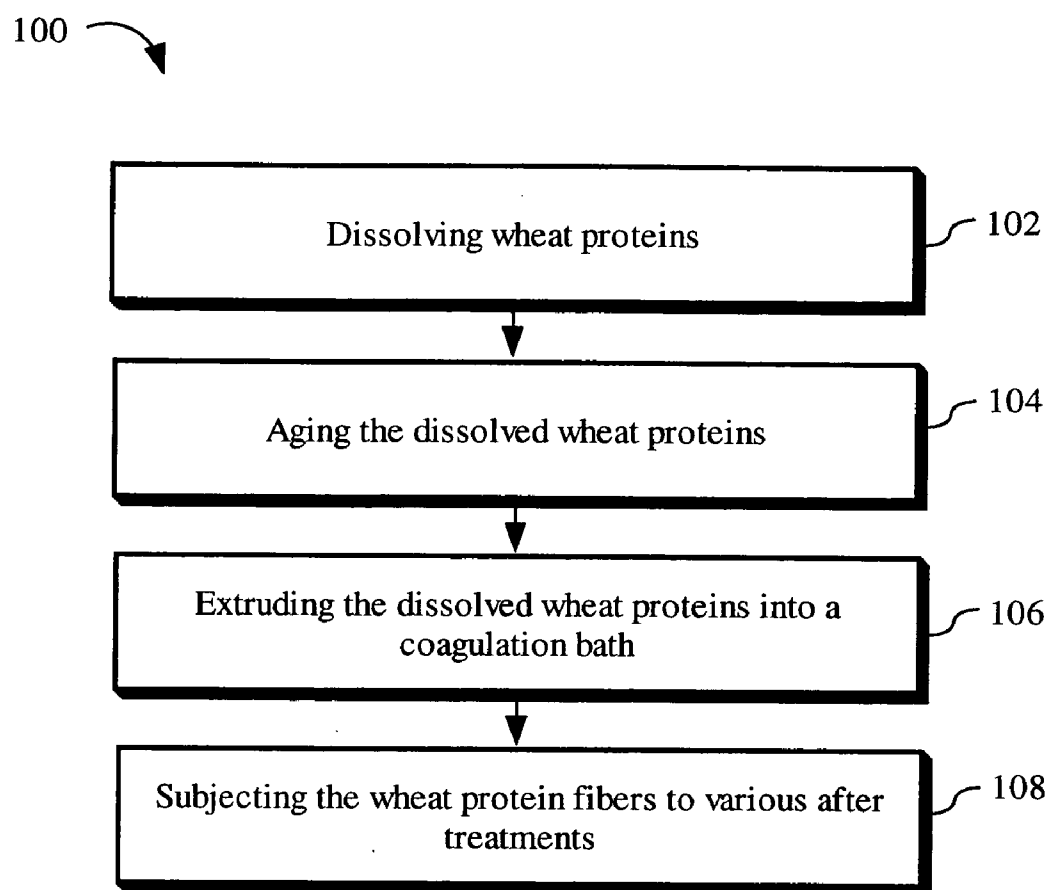 100
Dissolving wheat proteins
102
Aging the dissolved wheat proteins
104
Extruding the dissolved wheat proteins into a
coagulation bath
106
Subjecting the wheat protein fibers to various after
treatments
108